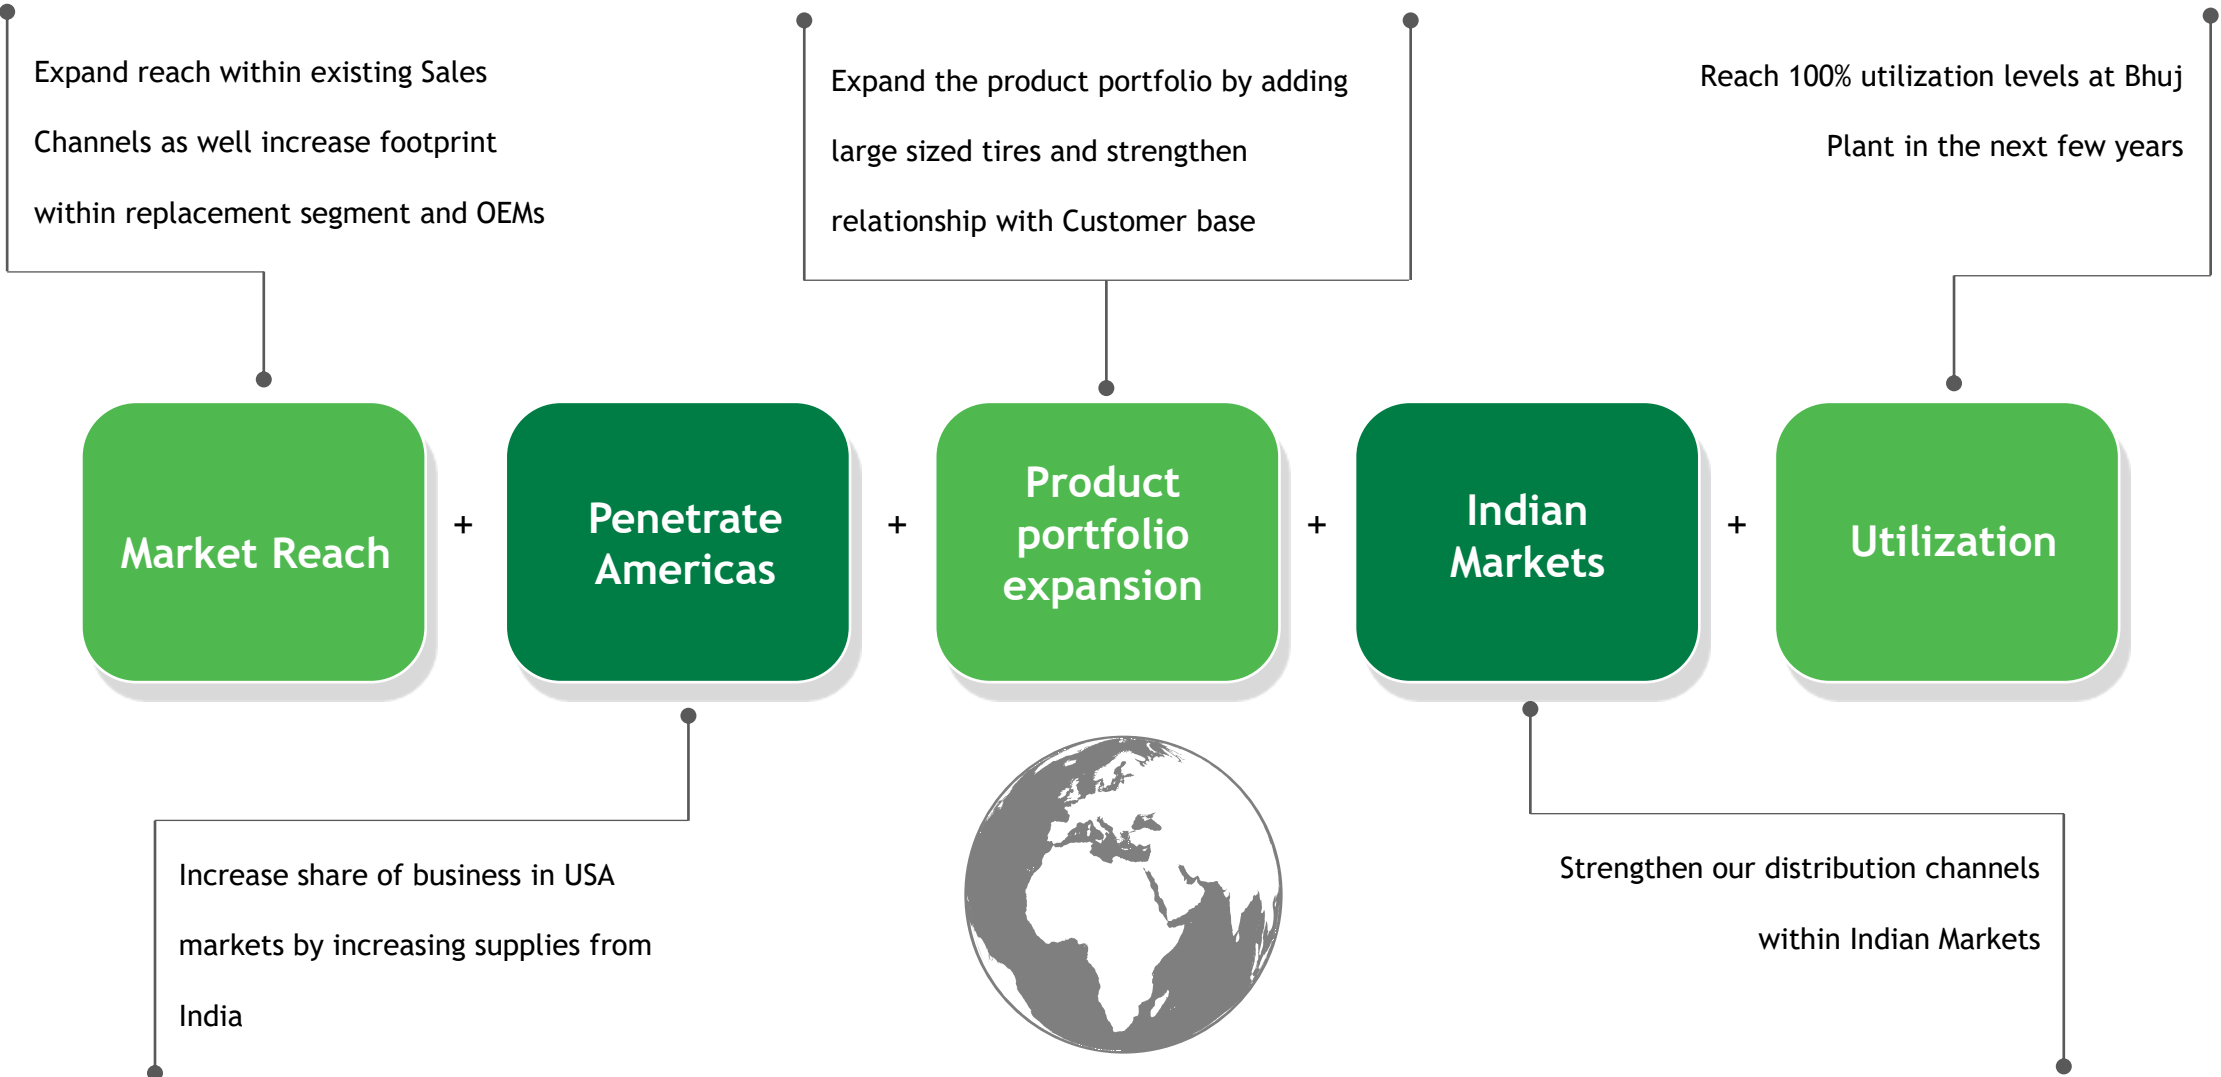 Expand reach within existing Sales
Channels as well increase footprint
within replacement segment and OEMs
Expand the product portfolio by adding
large sized tires and strengthen
relationship with Customer base
Reach 100% utilization levels at Bhuj
Plant in the next few years
Market Reach
+
Penetrate
Americas
+
Product
portfolio
expansion
+
Indian
Markets
+
Utilization
Increase share of business in USA
markets by increasing supplies from
India
Strengthen our distribution channels
within Indian Markets